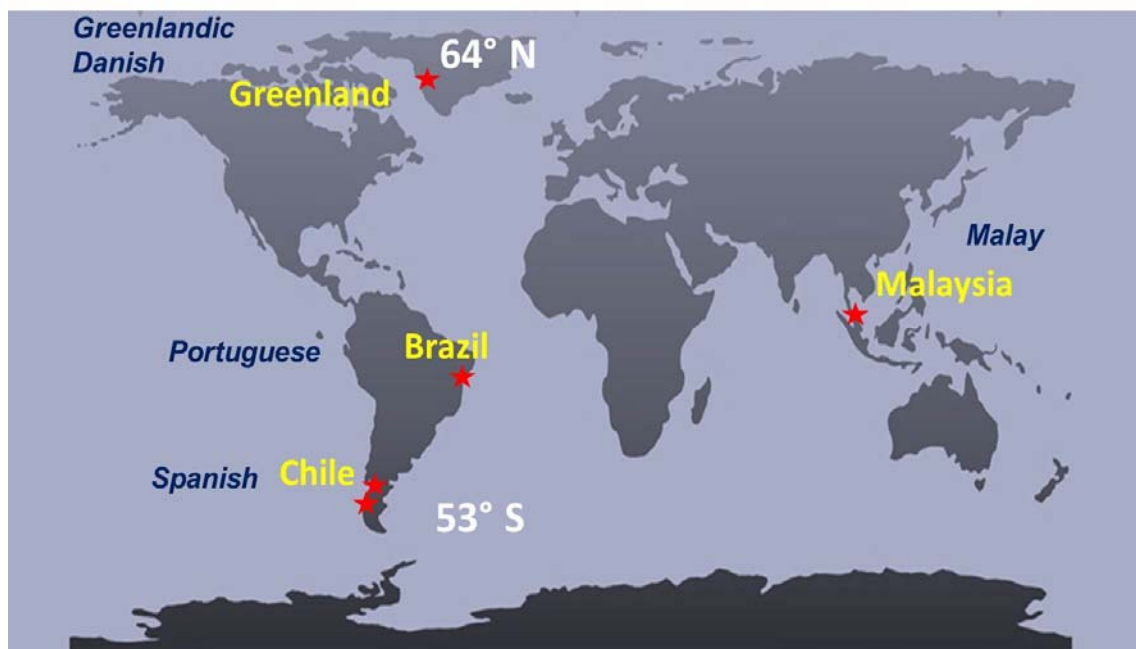 Greenlandic
Danish
64° N
Greenland
Malay
Malaysia
Portuguese
Brazil
Spanish
Chile
53° S